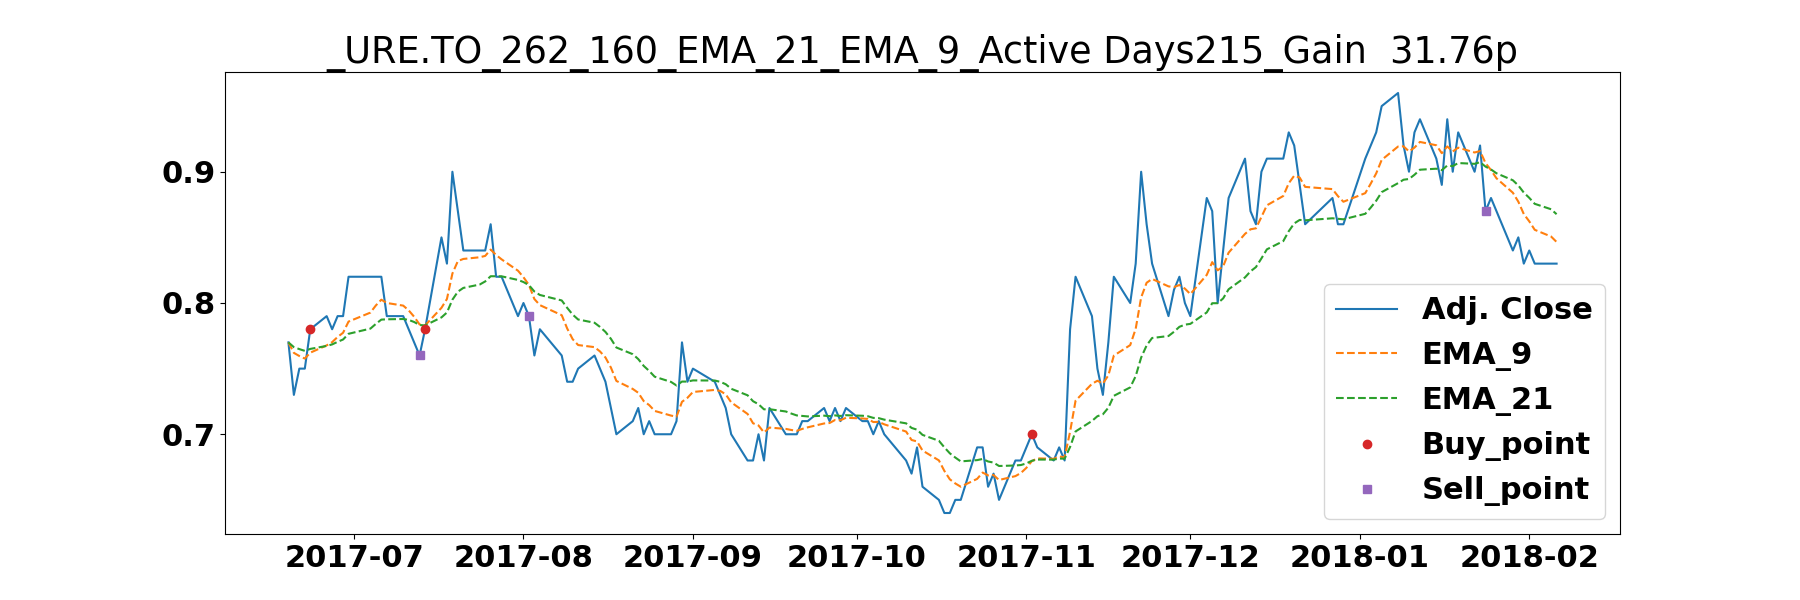 _URE.TO_262_160_EMA_21_EMA_9_Active Days215_Gain  31.76p
0.9
0.8
0.7
Adj. Close
EMA_9
EMA_21
Buy_point
Sell_point
2017-07 2017-08 2017-09 2017-10 2017-11 2017-12 2018-01 2018-02